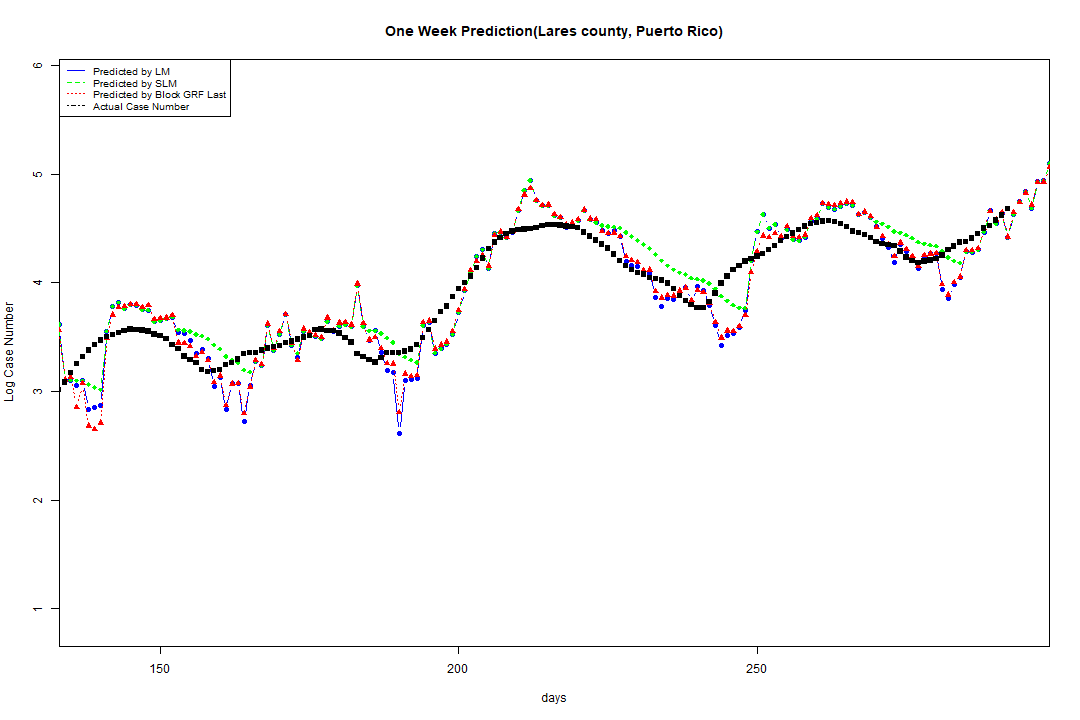 One Week Prediction(Lares county, Puerto Rico)
Predicted by LM
Predicted by SLM
Predicted by Block GRF Last
Actual Case Number
6
5
4
3
2
1
Log Case Number
150 200 250
days